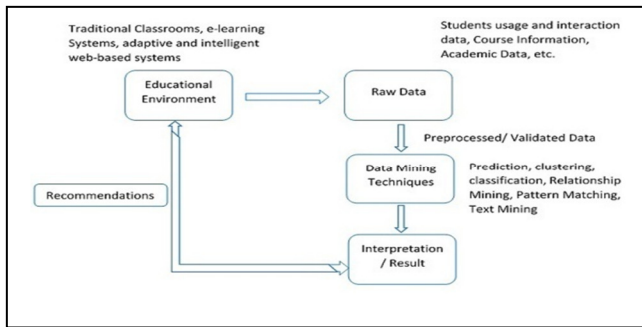 Traditional Classrooms, e-learning
Systems, adaptive and intelligent
web-based systems
Students usage and interaction
data, Course Information,
Academic Data, etc.
Educational
Environment
Raw Data
Preprocessed/ Validated Data
Data Mining
Techniques
Prediction, clustering,
classification, Relationship
Mining, Pattern Matching,
Text Mining
Recommendations
Interpretation
/ Result